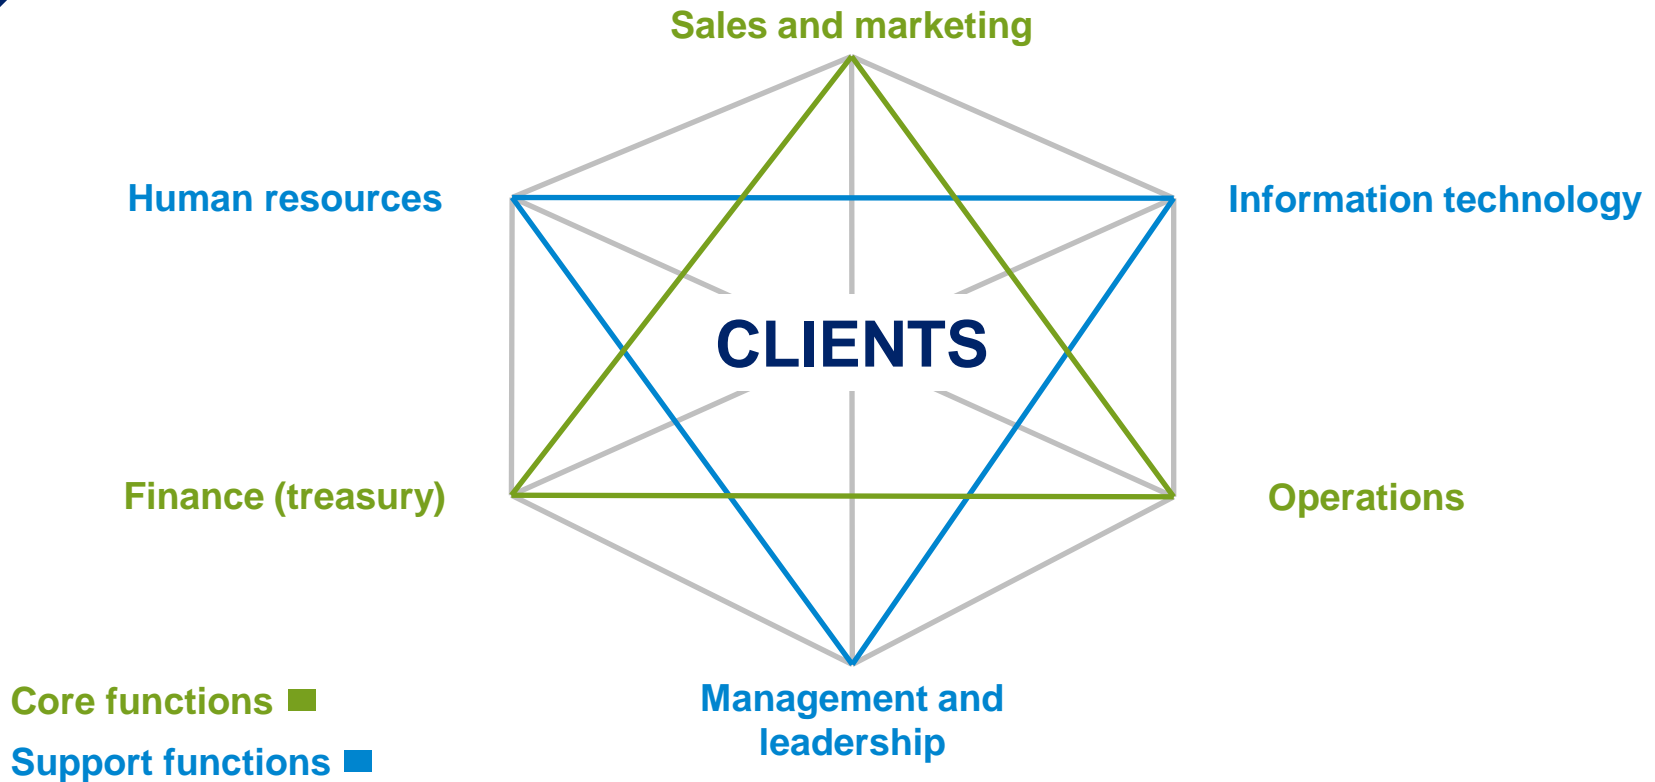 Sales and marketing
Human resources
Information technology
CLIENTS
Finance (treasury)
Operations
Management and
leadership
Core functions
Support functions